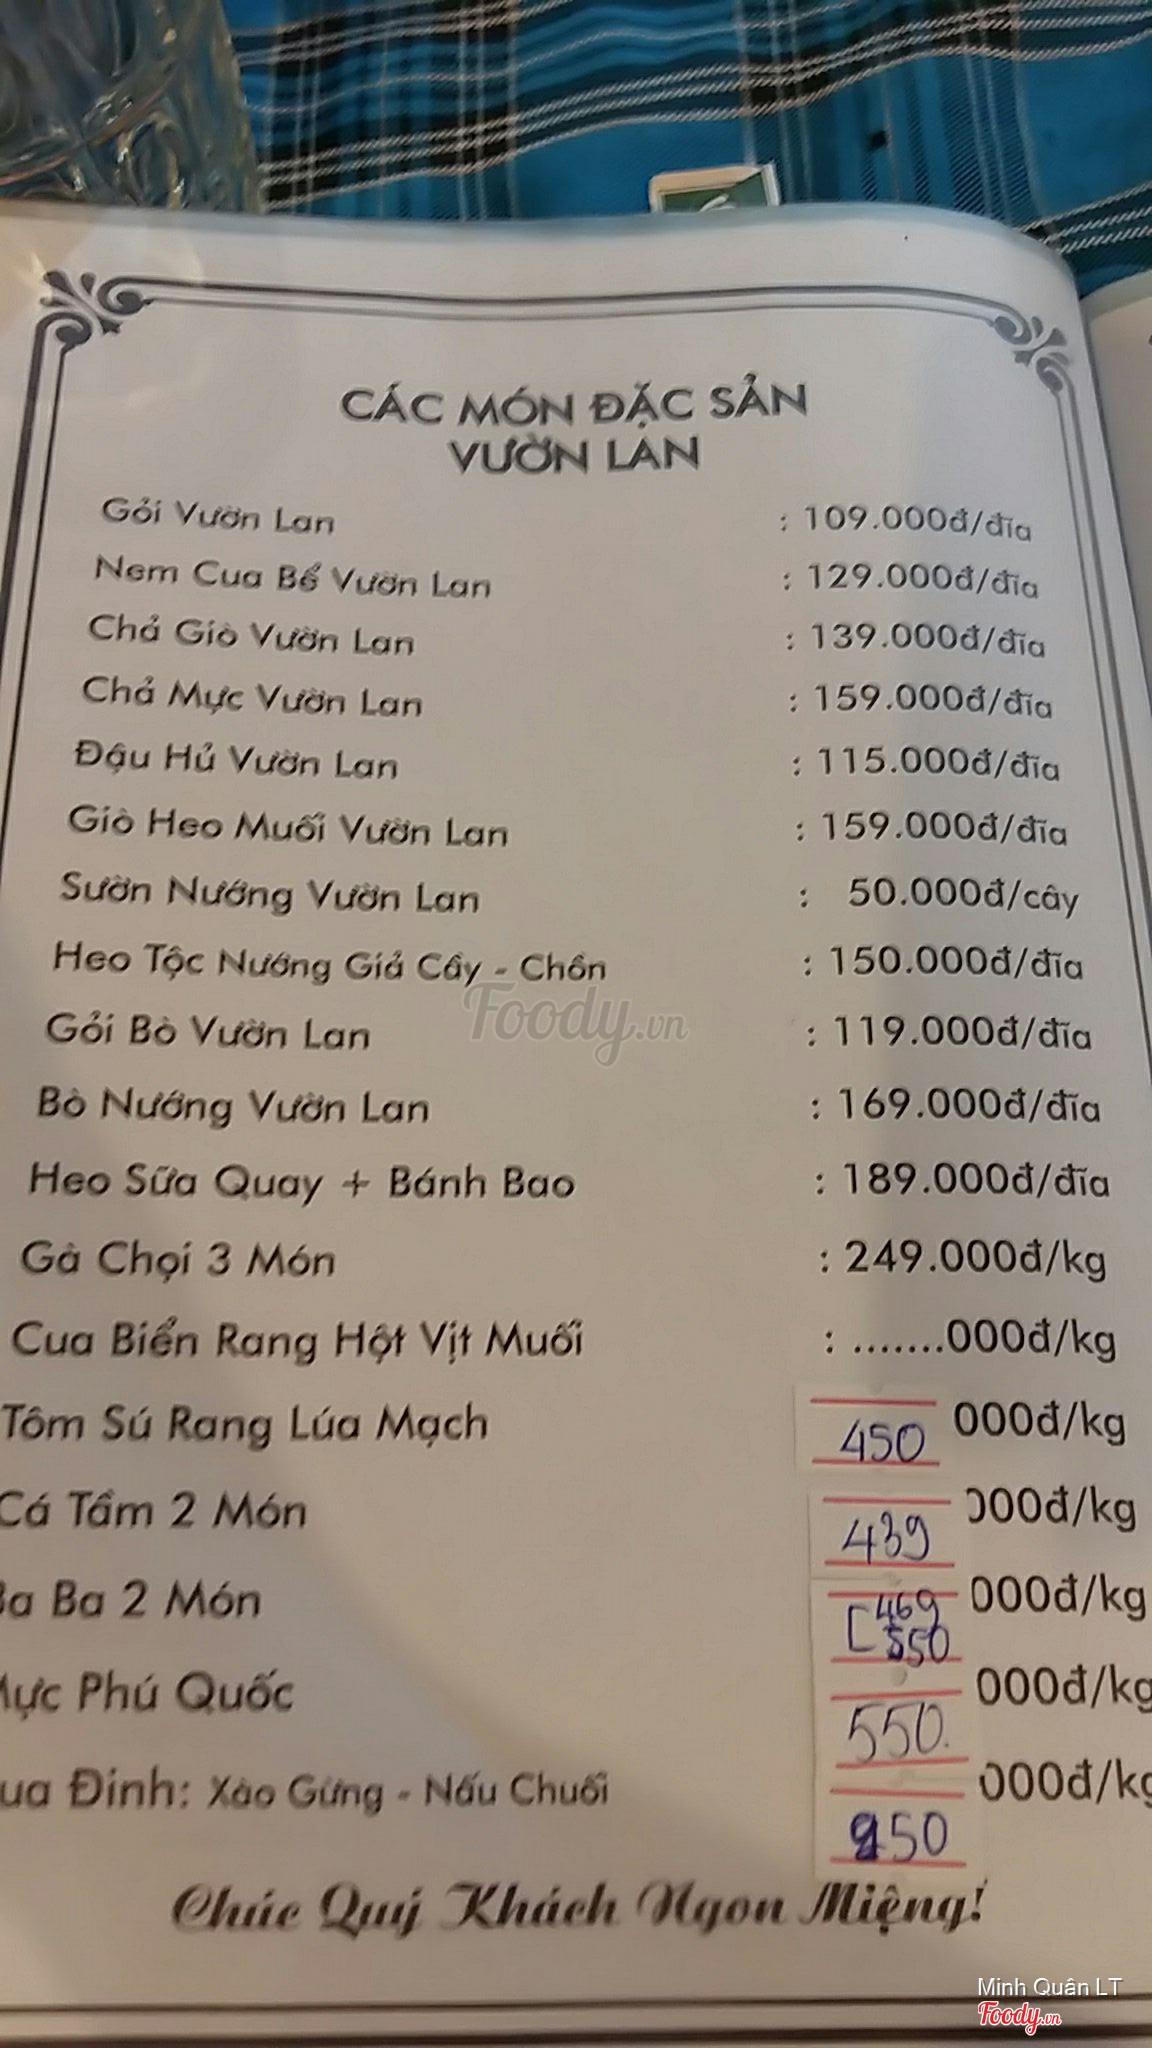 CÁC MÓN ĐẶC SẢN
VƯỜN LAN
Gỏi Vườn Lan : 109.000đ/đĩa
Nem Cua Bể Vườn Lan : 129.000đ/đĩa
Chả Giò Vườn Lan : 139.000đ/đĩa
Chả Mực Vườn Lan : 159.000đ/đĩa
Đậu Hủ Vườn Lan : 115.000đ/đĩa
Giò Heo Muối Vườn Lan : 159.000đ/đĩa
Sườn Nướng Vườn Lan : 50.000đ/cây
Heo Tộc Nướng Giả Cầy - Chồn : 150.000đ/đĩa
Foody.vn
Gỏi Bò Vườn Lan : 119.000đ/đĩa
Bò Nướng Vườn Lan : 169.000đ/đĩa
Heo Sữa Quay + Bánh Bao : 189.000đ/đĩa
Gà Chọi 3 Món : 249.000đ/kg
Cua Biển Rang Hột Vịt Muối : .......000đ/kg
Tôm Sú Rang Lúa Mạch 450 000đ/kg
Cá Tầm 2 Món 439 000đ/kg
Ba Ba 2 Món [ 469 550 000đ/kg
Mực Phú Quốc 550. 000đ/kg
ua Đinh: Xào Gừng - Nấu Chuối 000đ/kg
Chúc Quý Khách Ngon Miệng!
Minh Quân LT
Foody.vn